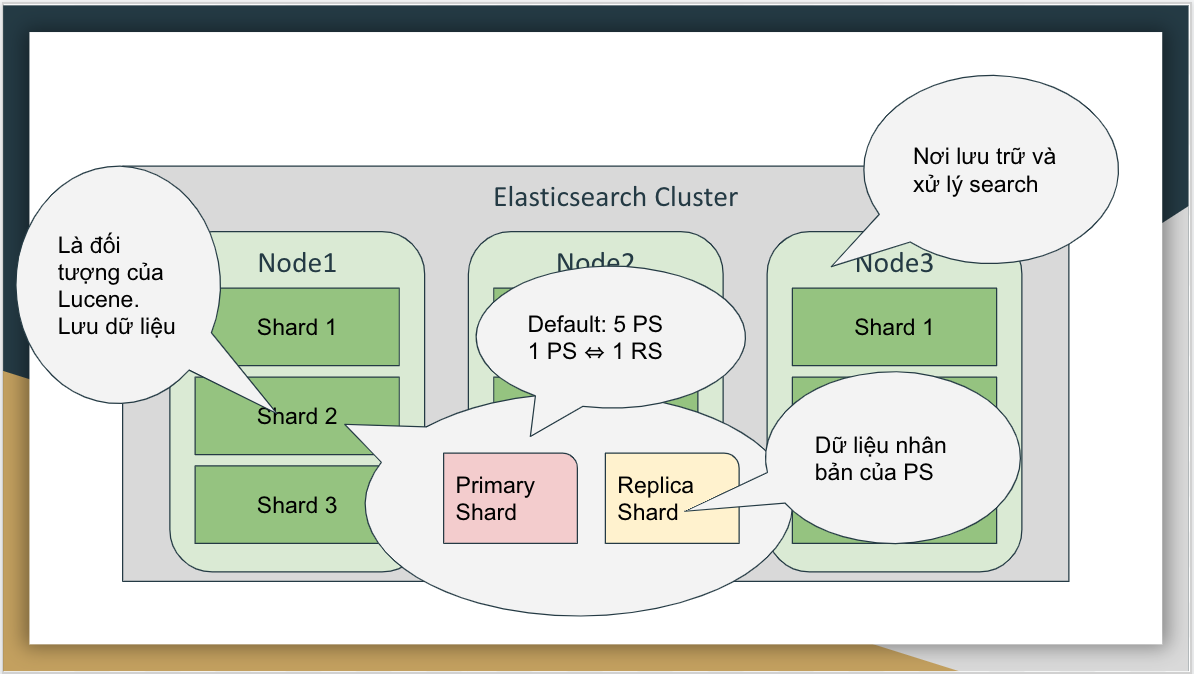 Elasticsearch Cluster
Nơi lưu trữ và
xử lý search
Là đối
tượng của
Lucene.
Lưu dữ liệu
Node1
Shard 1
Shard 2
Shard 3
Node2
Default: 5 PS
1 PS ⇔ 1 RS
Primary
Shard
Replica
Shard
Node3
Shard 1
Dữ liệu nhân
bản của PS